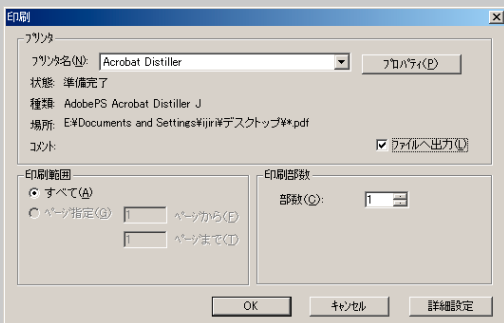 印刷
プリンタ
プリンタ名(N): Acrobat Distiller プロパティ(P)
状態: 準備完了
種類: AdobePS Acrobat Distiller J
場所: E:¥Documents and Settings¥ijiri¥デスクトップ¥*.pdf
コメント: ファイルへ出力(L)
印刷範囲
すべて(A)
ページ指定(G) 1 ページから(F)
1 ページまで(T)
印刷部数
部数(C): 1
OK キャンセル 詳細設定